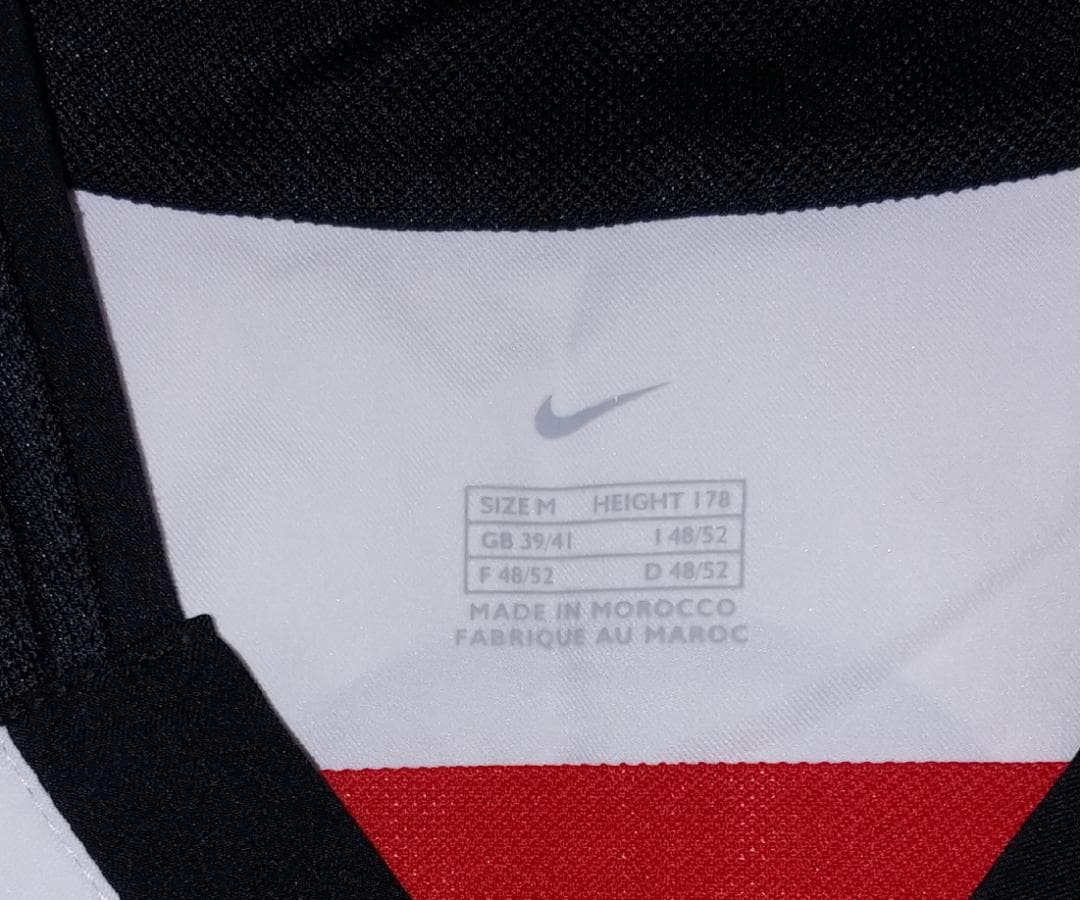 SIZE M HEIGHT 178
GB 39/41 I 48/52
F 48/52 D 48/52
MADE IN MOROCCO
FABRIQUE AU MAROC